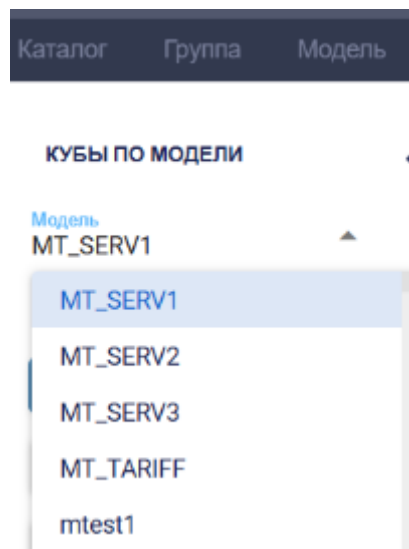 Каталог Группа Модель
КУБЫ ПО МОДЕЛИ
Модель
MT_SERV1
MT_SERV1
MT_SERV2
MT_SERV3
MT_TARIFF
mtest1